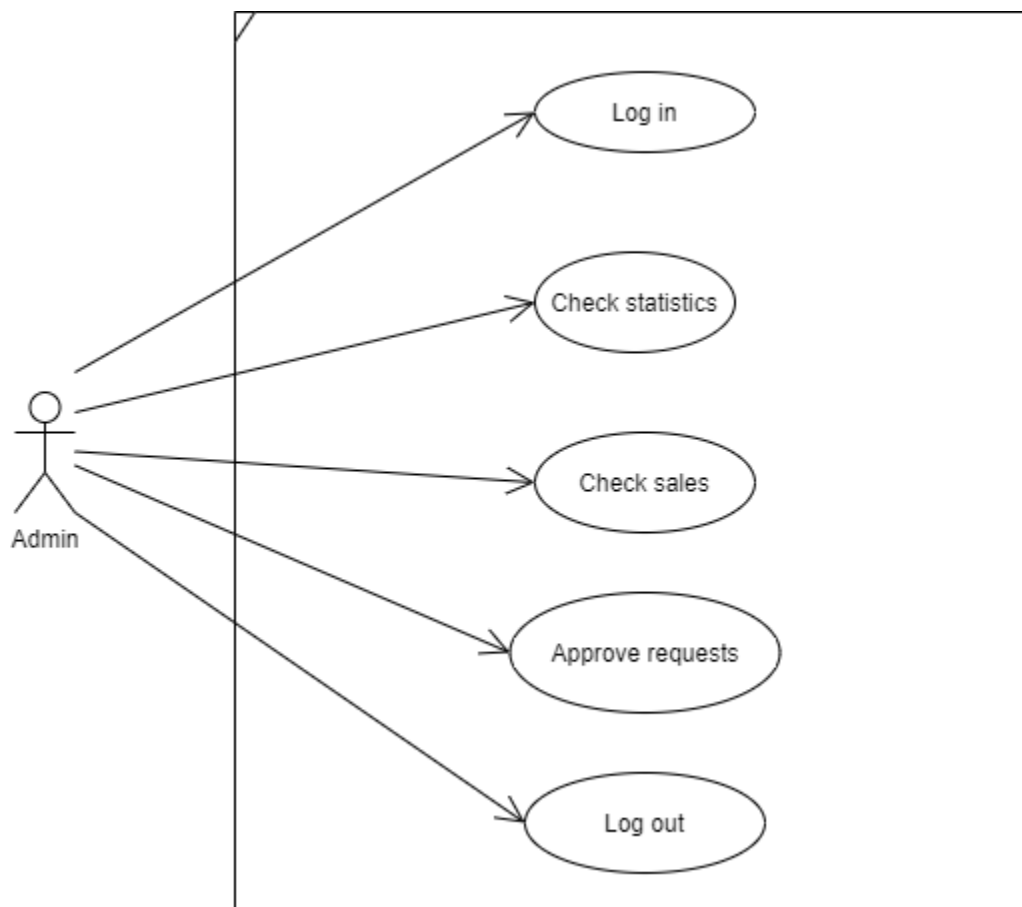 Log in
Check statistics
Check sales
Admin
Approve requests
Log out